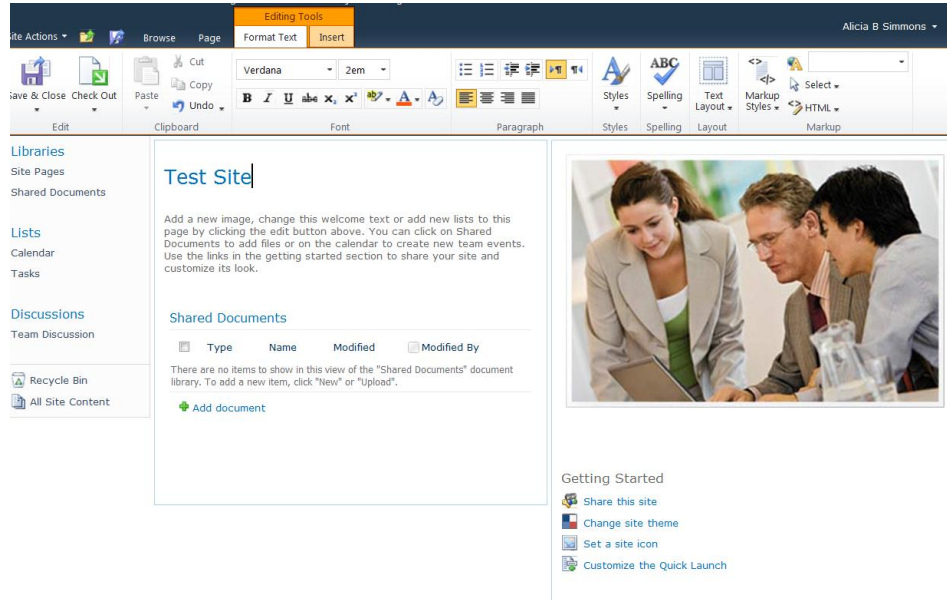 Editing Tools
Alicia B Simmons
ite Actions
Browse
Page
Format Text
Insert
Save & Close
Check Out
Paste
Cut
Copy
Undo
Verdana
2em
B I U abc X₂ X²
A
Styles
ABC
Spelling
Text Layout
Markup Styles
Select
HTML
Edit
Clipboard
Font
Paragraph
Styles
Spelling
Layout
Markup
Libraries
Site Pages
Shared Documents
Lists
Calendar
Tasks
Discussions
Team Discussion
Recycle Bin
All Site Content
Test Site
Add a new image, change this welcome text or add new lists to this
page by clicking the edit button above. You can click on Shared
Documents to add files or on the calendar to create new team events.
Use the links in the getting started section to share your site and
customize its look.
Shared Documents
Type Name Modified Modified By
There are no items to show in this view of the "Shared Documents" document
library. To add a new item, click "New" or "Upload".
Add document
Getting Started
Share this site
Change site theme
Set a site icon
Customize the Quick Launch